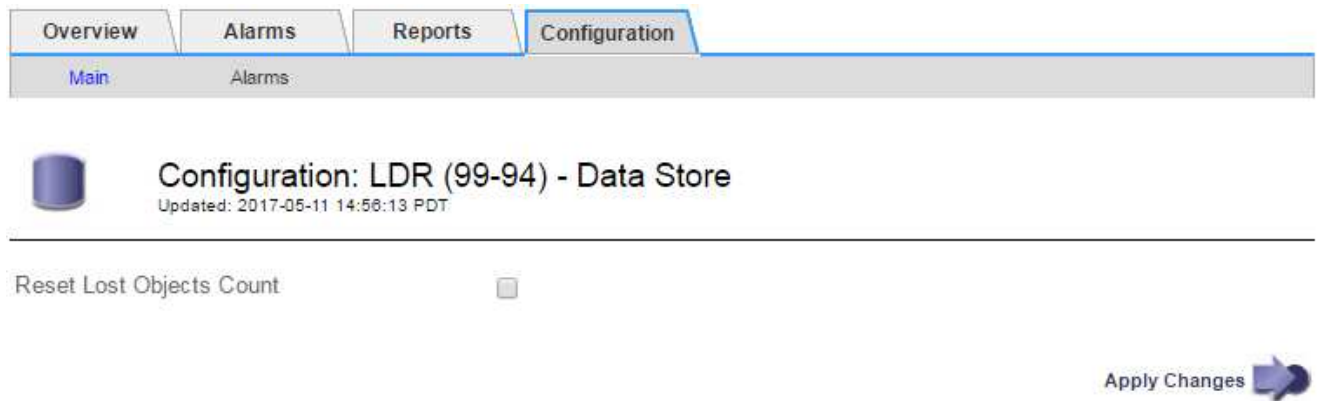 Overview Alarms Reports Configuration
Main Alarms
Configuration: LDR (99-94) - Data Store
Updated: 2017-05-11 14:56:13 PDT
Reset Lost Objects Count
Apply Changes